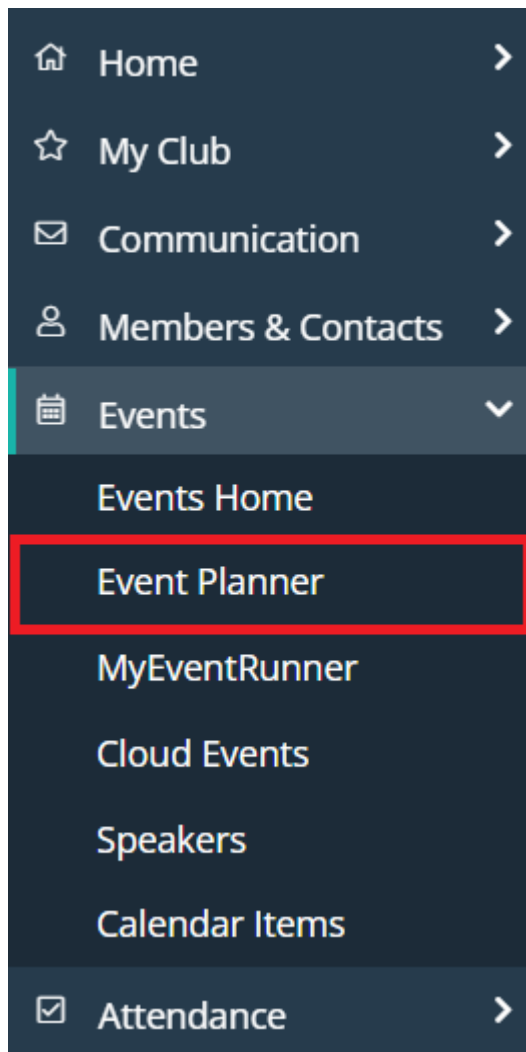 Home
My Club
Communication
Members & Contacts
Events
Events Home
Event Planner
MyEventRunner
Cloud Events
Speakers
Calendar Items
Attendance